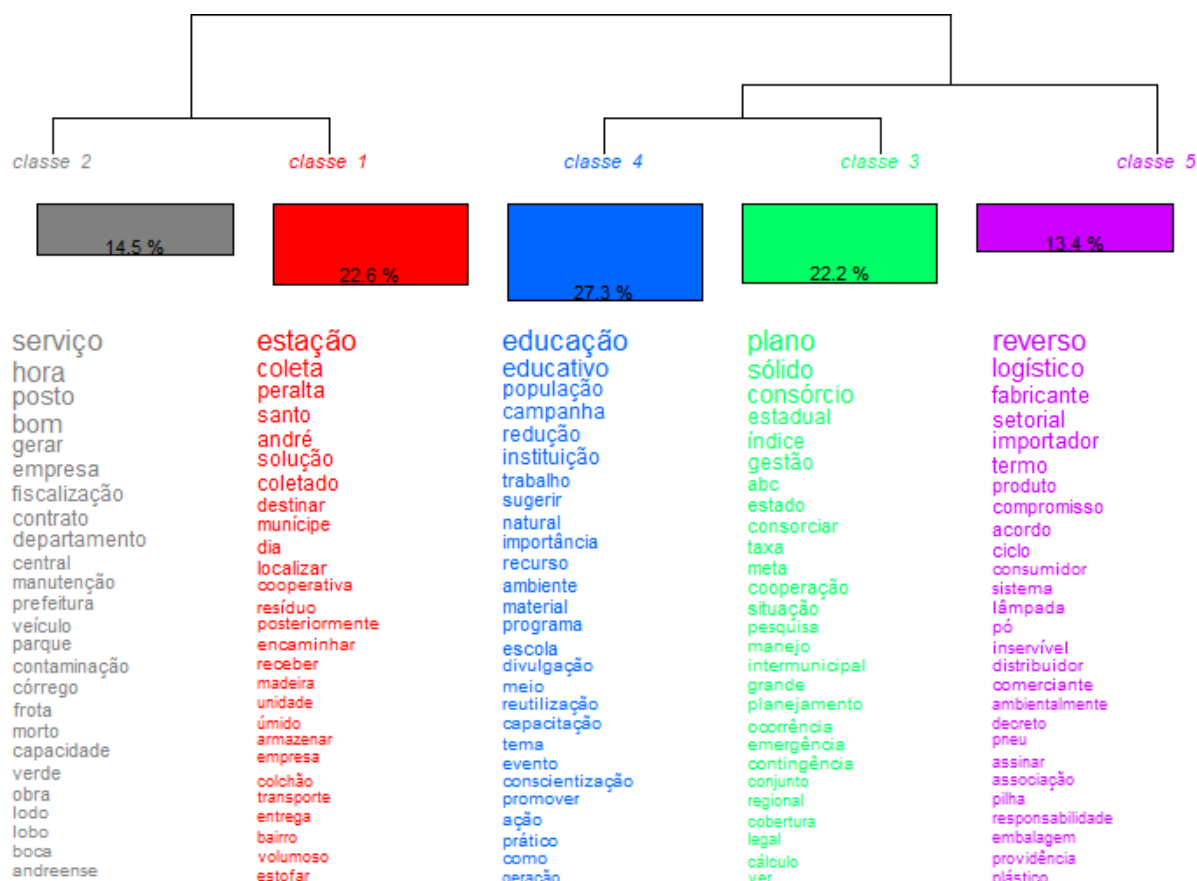 classe 2
classe 1
classe 4
classe 3
classe 5
14.5 %
22.6 %
27.3 %
22.2 %
13.4 %
serviço
hora
posto
bom
gerar
empresa
fiscalização
contrato
departamento
central
manutenção
prefeitura
veículo
parque
contaminação
córrego
frota
morto
capacidade
verde
obra
lodo
lobo
boca
andreense
estação
coleta
peralta
santo
andré
solução
coletado
destinar
munícipe
dia
localizar
cooperativa
resíduo
posteriormente
encaminhar
receber
madeira
unidade
úmido
armazenar
empresa
colchão
transporte
entrega
bairro
volumoso
estofar
educação
educativo
população
campanha
redução
instituição
trabalho
sugerir
natural
importância
recurso
ambiente
material
programa
escola
divulgação
meio
reutilização
capacitação
tema
evento
conscientização
promover
ação
prático
como
geração
plano
sólido
consórcio
estadual
índice
gestão
abc
estado
consorciar
taxa
meta
cooperação
situação
pesquisa
manejo
intermunicipal
grande
planejamento
ocorrência
emergência
contingência
conjunto
regional
cobertura
legal
cálculo
ver
reverso
logístico
fabricante
setorial
importador
termo
produto
compromisso
acordo
ciclo
consumidor
sistema
lâmpada
pó
inservível
distribuidor
comerciante
ambientalmente
decreto
pneu
assinar
associação
pilha
responsabilidade
embalagem
providência
plástico